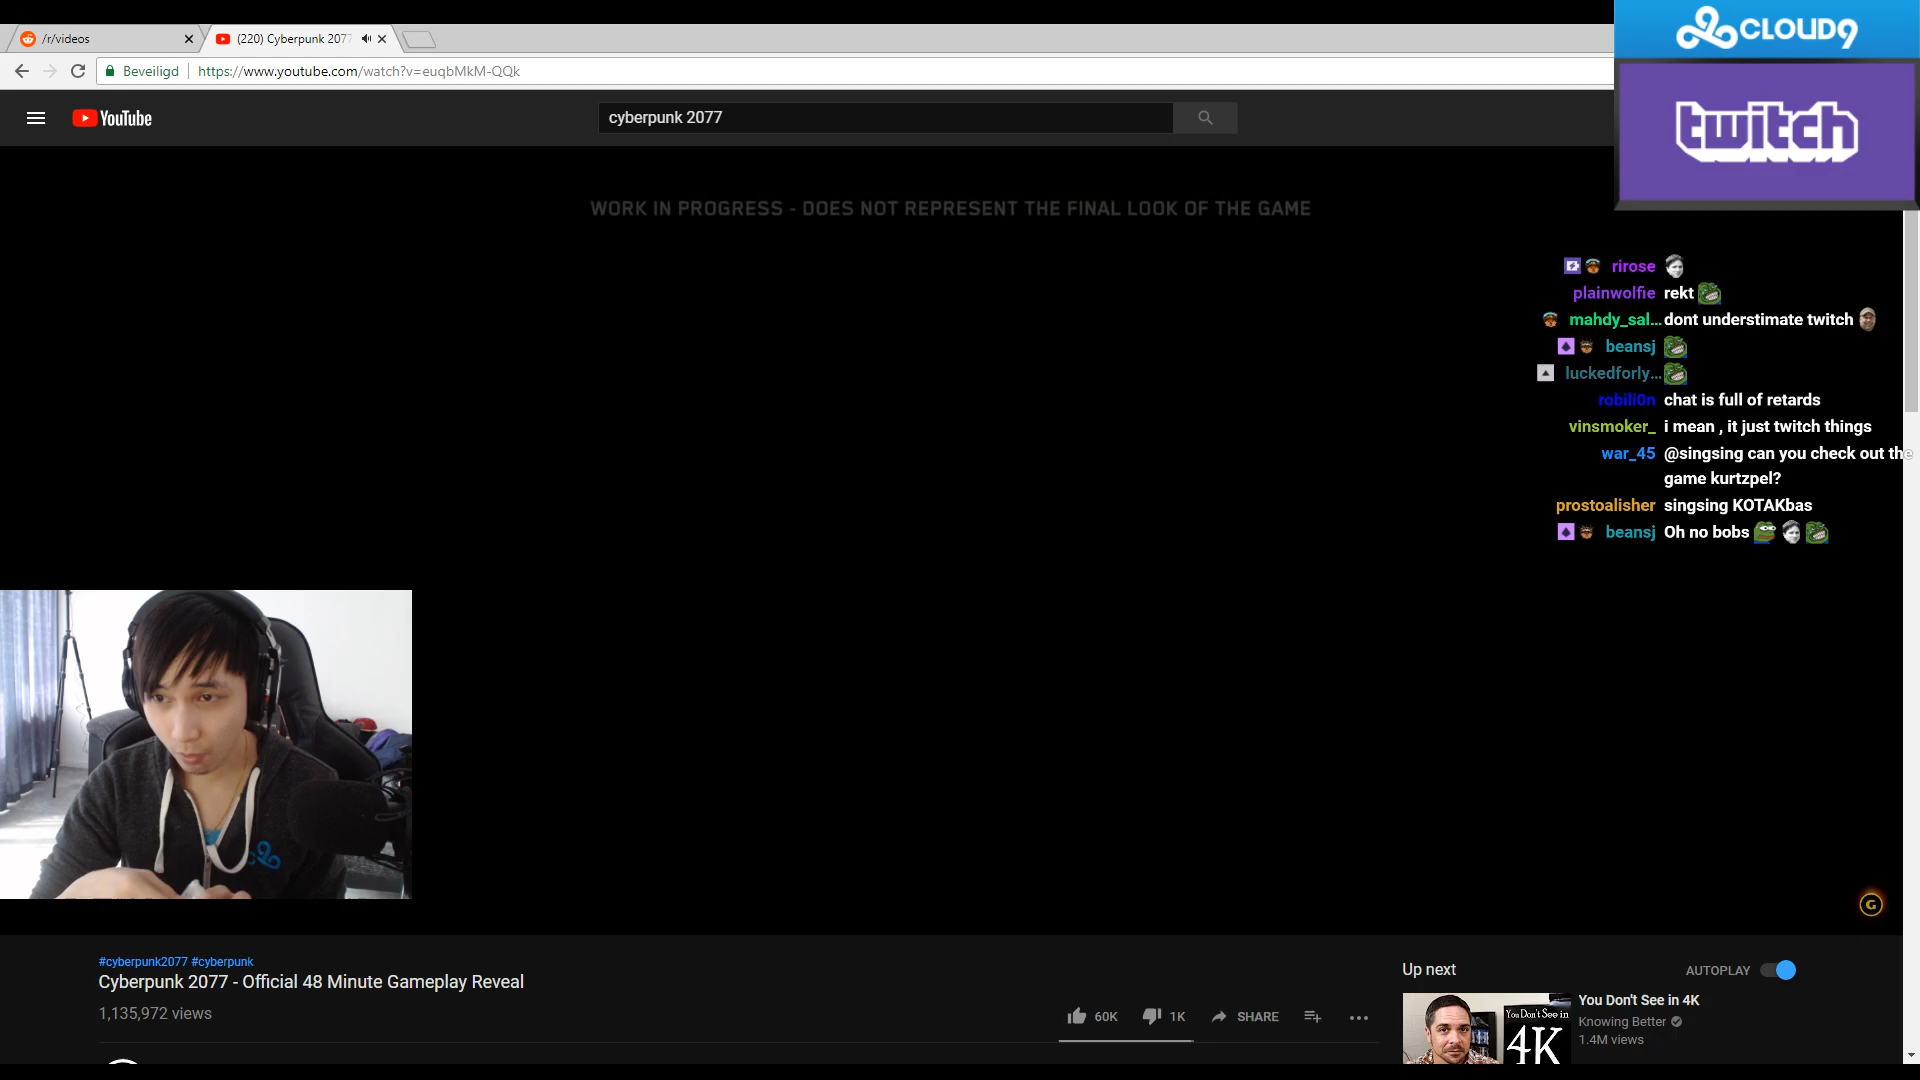 /r/videos
(220) Cyberpunk 2077
Beveiligd
https://www.youtube.com/watch?v=euqbMkM-QQk
YouTube
cyberpunk 2077
CLOUD9
twitch
WORK IN PROGRESS - DOES NOT REPRESENT THE FINAL LOOK OF THE GAME
rirose
plainwolfie rekt
mahdy_sal... dont understimate twitch
beansj
luckedforly...
robili0n chat is full of retards
vinsmoker_ i mean , it just twitch things
war_45 @singsing can you check out the
game kurtzpel?
prostoalisher singsing KOTAKbas
beansj Oh no bobs
G
#cyberpunk2077 #cyberpunk
Cyberpunk 2077 - Official 48 Minute Gameplay Reveal
1,135,972 views
60K
1K
SHARE
Up next
AUTOPLAY
You Don't See in
4K
You Don't See in 4K
Knowing Better
1.4M views